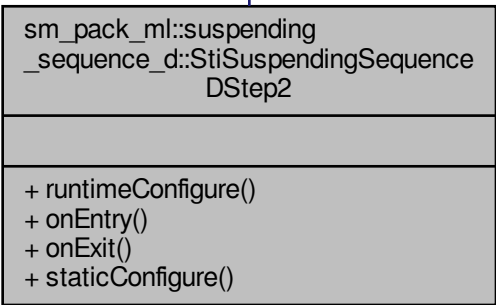 sm_pack_ml::suspending
_sequence_d::StiSuspendingSequence
DStep2
+ runtimeConfigure()
+ onEntry()
+ onExit()
+ staticConfigure()